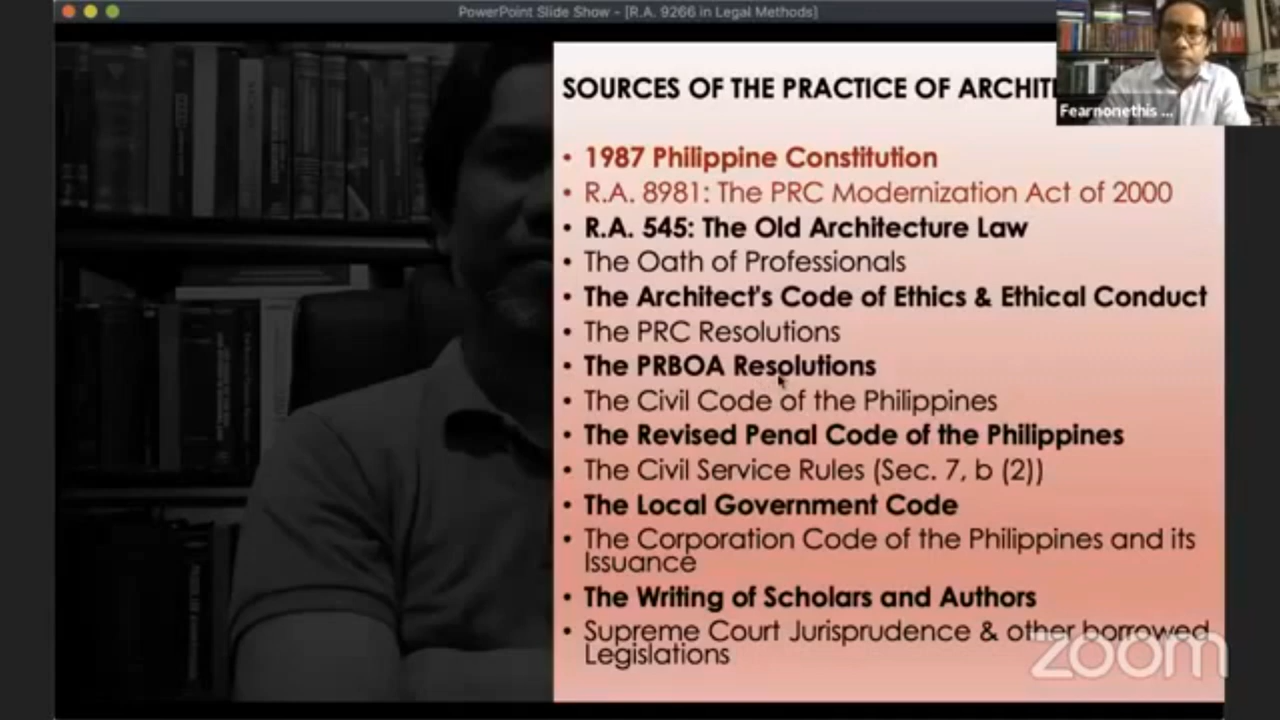 PowerPoint Slide Show - [R.A. 9266 in Legal Methods]
SOURCES OF THE PRACTICE OF ARCHIT
Fearnonethis ...
• 1987 Philippine Constitution
• R.A. 8981: The PRC Modernization Act of 2000
• R.A. 545: The Old Architecture Law
• The Oath of Professionals
• The Architect's Code of Ethics & Ethical Conduct
• The PRC Resolutions
• The PRBOA Resolutions
• The Civil Code of the Philippines
• The Revised Penal Code of the Philippines
• The Civil Service Rules (Sec. 7, b (2))
• The Local Government Code
• The Corporation Code of the Philippines and its
Issuance
• The Writing of Scholars and Authors
• Supreme Court Jurisprudence & other borrowed
Legislations
zoom